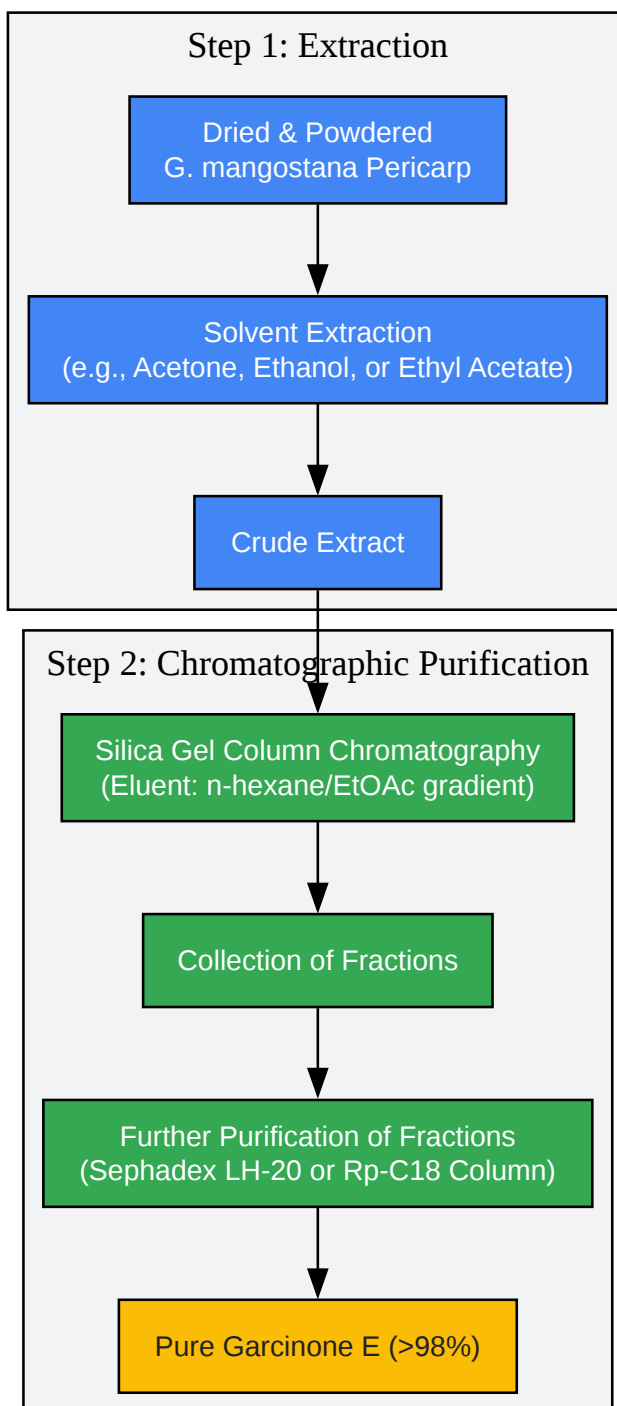 Step 1: Extraction
Dried & Powdered
G. mangostana Pericarp
Solvent Extraction
(e.g., Acetone, Ethanol, or Ethyl Acetate)
Crude Extract
Step 2: Chromatographic Purification
Silica Gel Column Chromatography
(Eluent: n-hexane/EtOAc gradient)
Collection of Fractions
Further Purification of Fractions
(Sephadex LH-20 or Rp-C18 Column)
Pure Garcinone E (>98%)